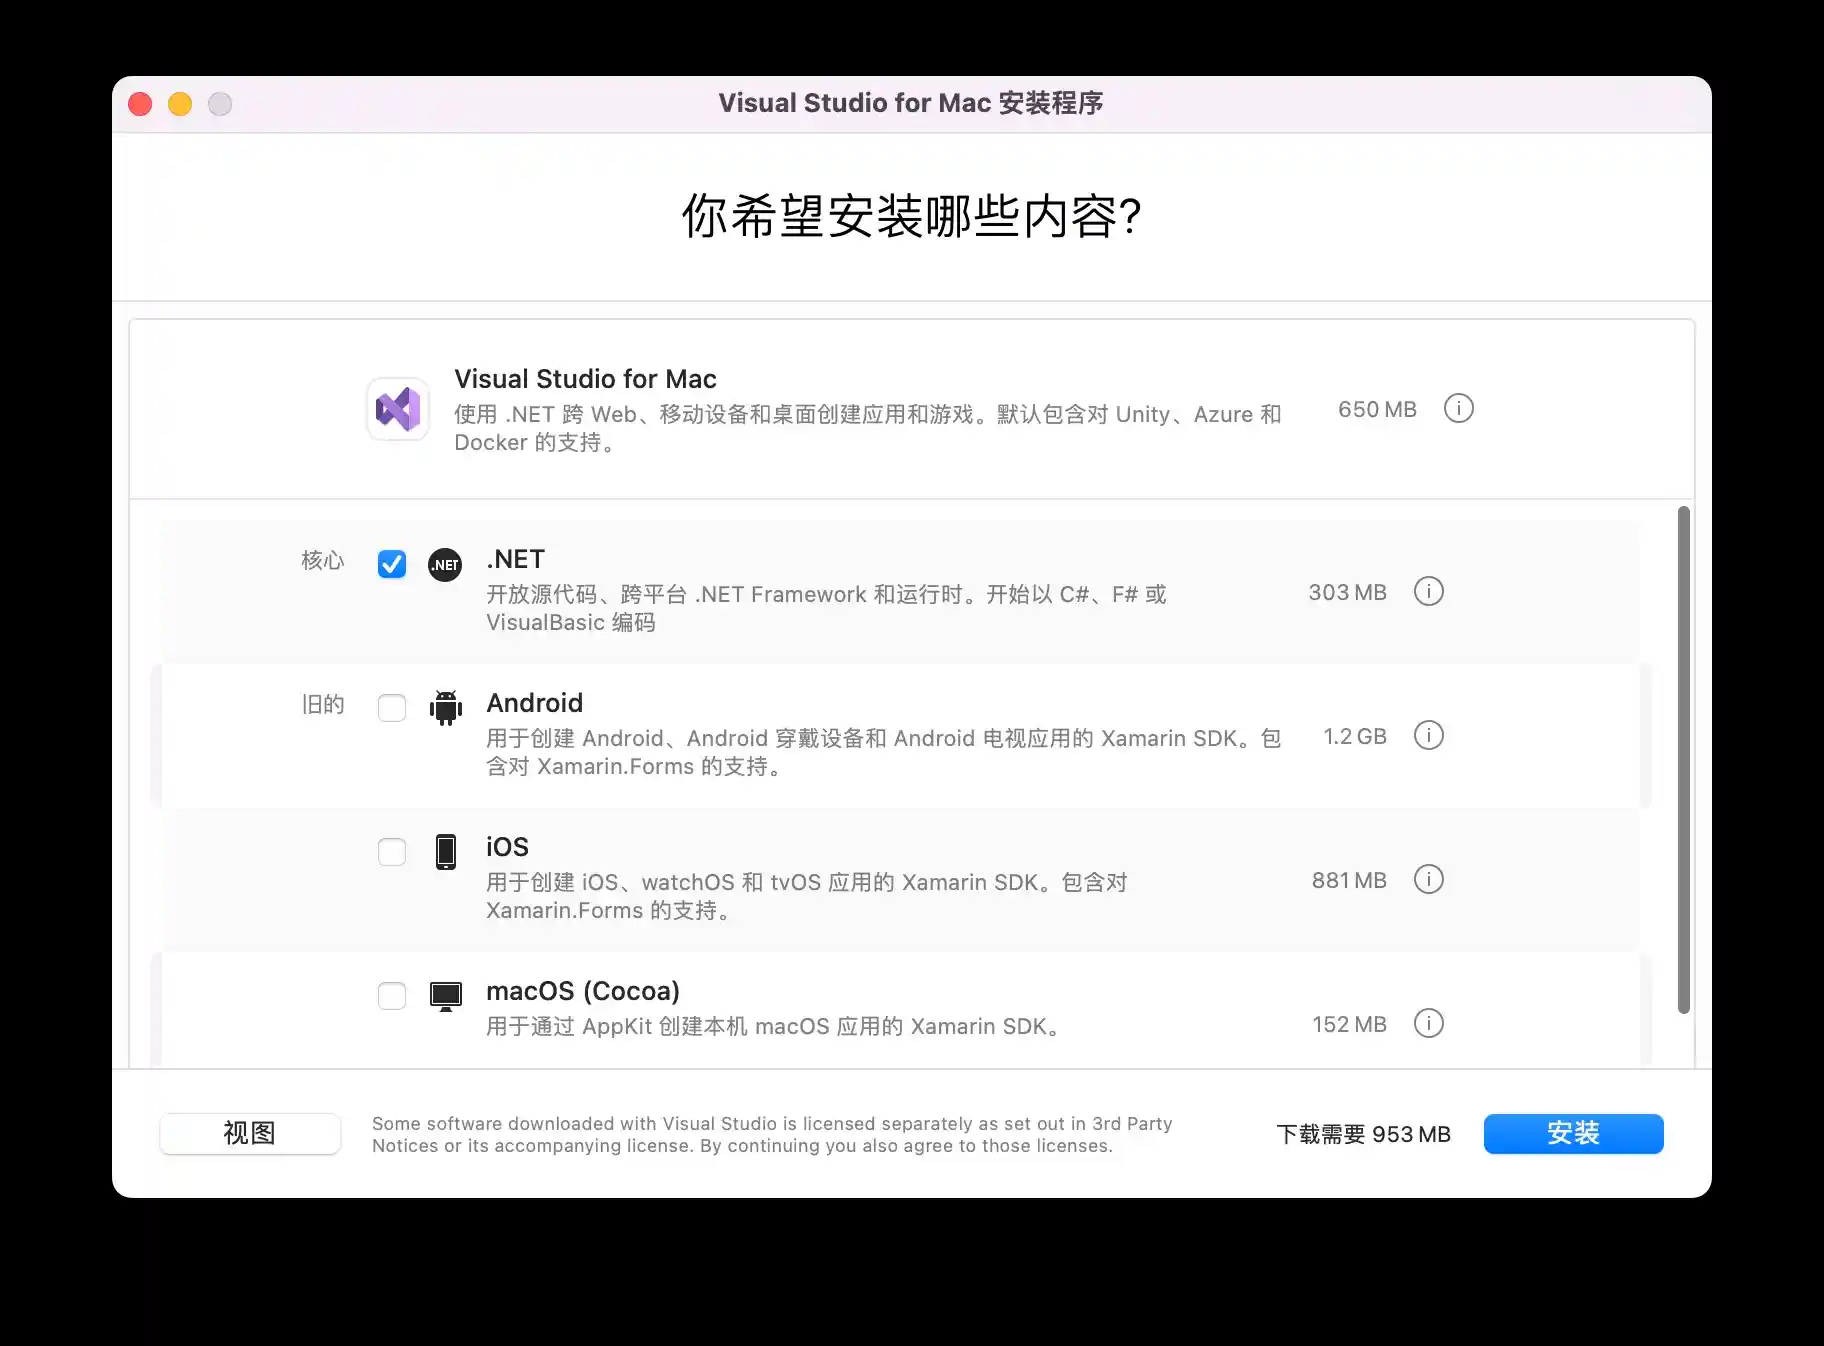 Visual Studio for Mac 安装程序
你希望安装哪些内容?
Visual Studio for Mac
使用 .NET 跨 Web、移动设备和桌面创建应用和游戏。默认包含对 Unity、Azure 和
Docker 的支持。
650 MB
核心
.NET
.NET
开放源代码、跨平台 .NET Framework 和运行时。开始以 C#、F# 或
VisualBasic 编码
303 MB
旧的
Android
用于创建 Android、Android 穿戴设备和 Android 电视应用的 Xamarin SDK。包
含对 Xamarin.Forms 的支持。
1.2 GB
iOS
用于创建 iOS、watchOS 和 tvOS 应用的 Xamarin SDK。包含对
Xamarin.Forms 的支持。
881 MB
macOS (Cocoa)
用于通过 AppKit 创建本机 macOS 应用的 Xamarin SDK。
152 MB
视图
Some software downloaded with Visual Studio is licensed separately as set out in 3rd Party
Notices or its accompanying license. By continuing you also agree to those licenses.
下载需要 953 MB
安装